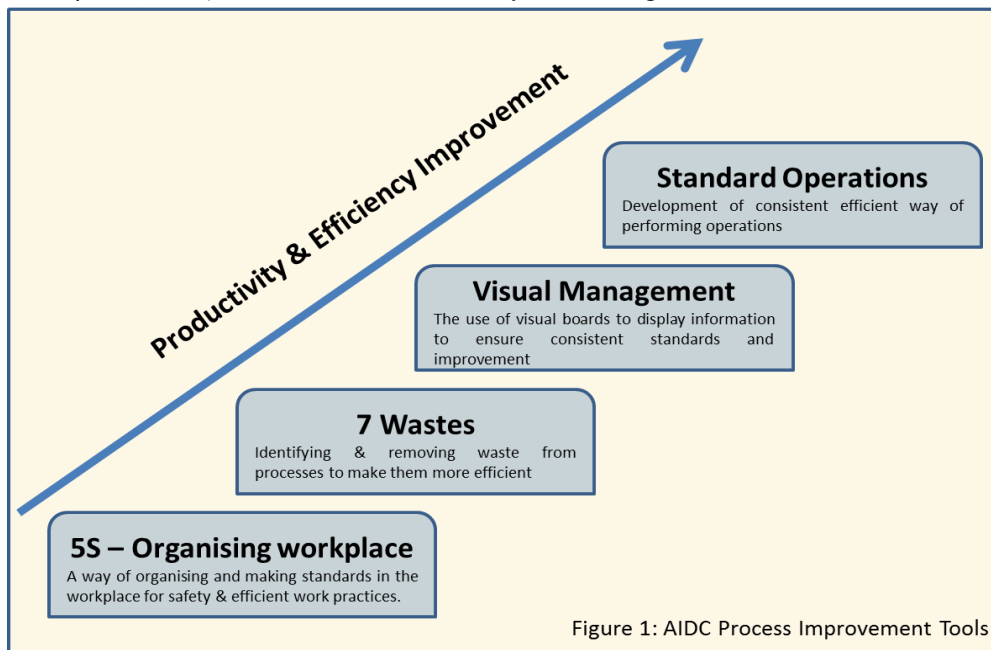 Productivity & Efficiency Improvement
Standard Operations
Development of consistent efficient way of
performing operations
Visual Management
The use of visual boards to display information
to ensure consistent standards and
improvement
7 Wastes
Identifying & removing waste from
processes to make them more efficient
5S – Organising workplace
A way of organising and making standards in the
workplace for safety & efficient work practices.
Figure 1: AIDC Process Improvement Tools